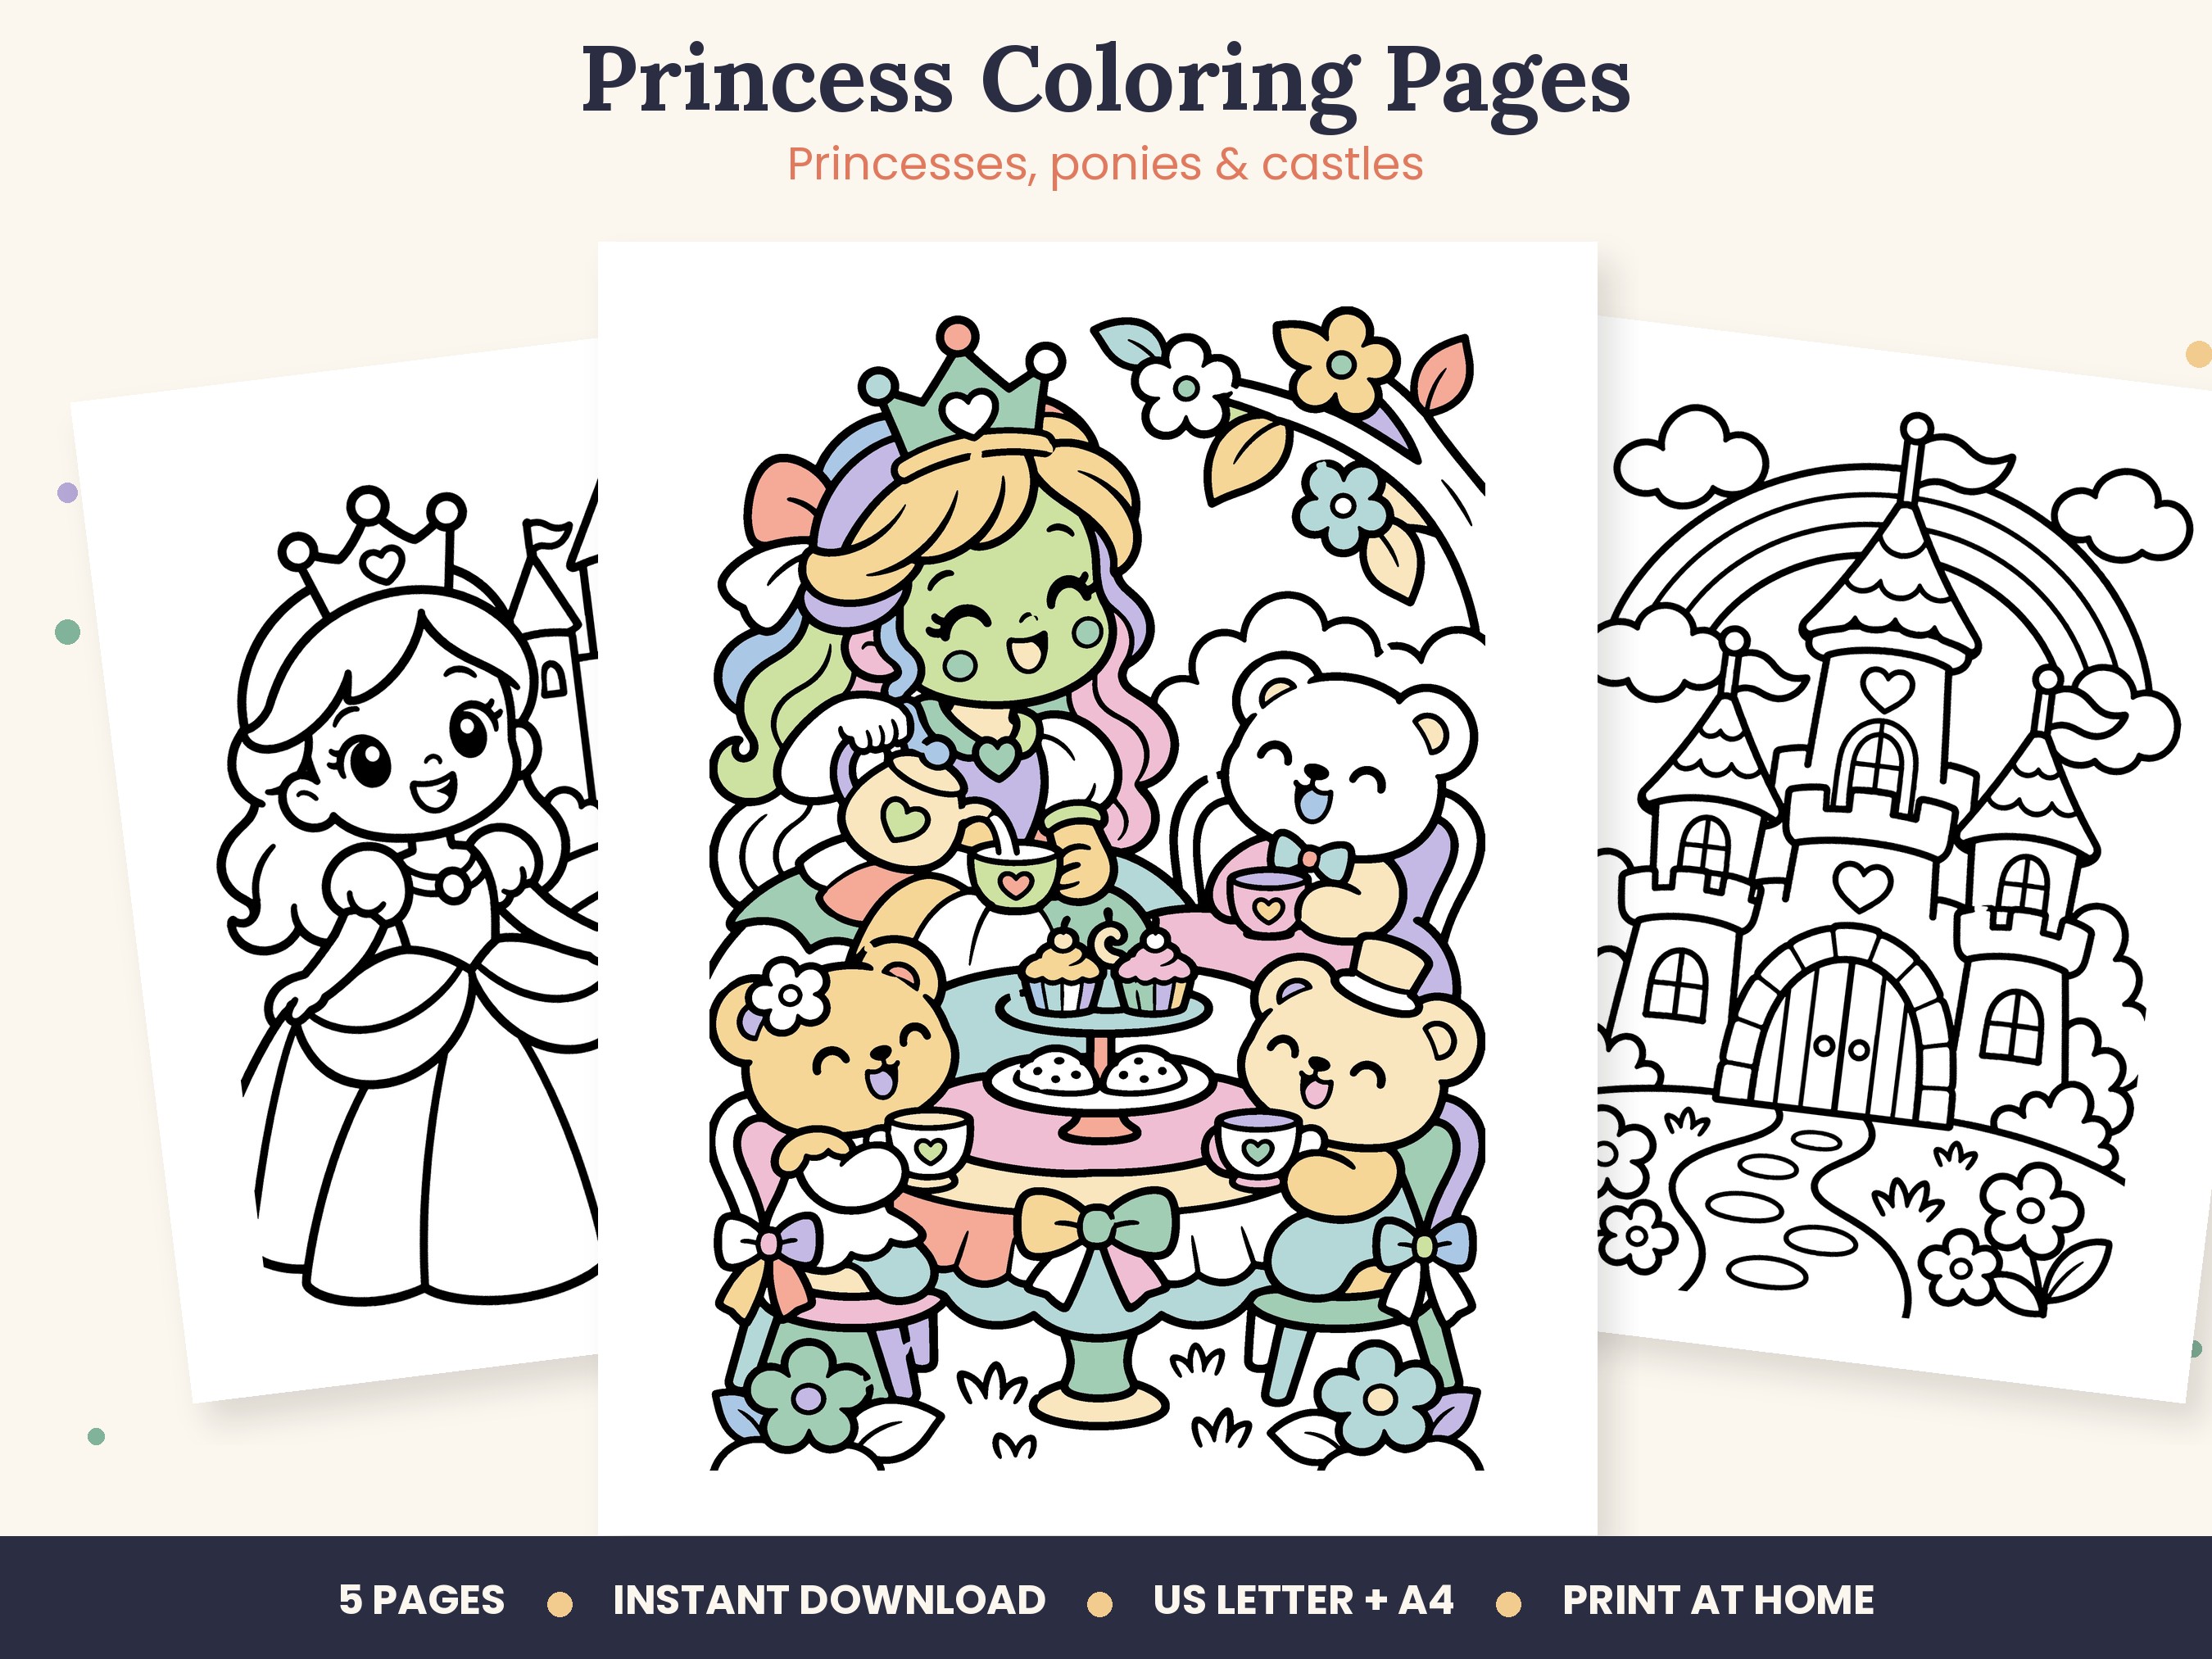 Princess Coloring Pages
Princesses, ponies & castles
5 PAGES ● INSTANT DOWNLOAD ● US LETTER + A4 ● PRINT AT HOME